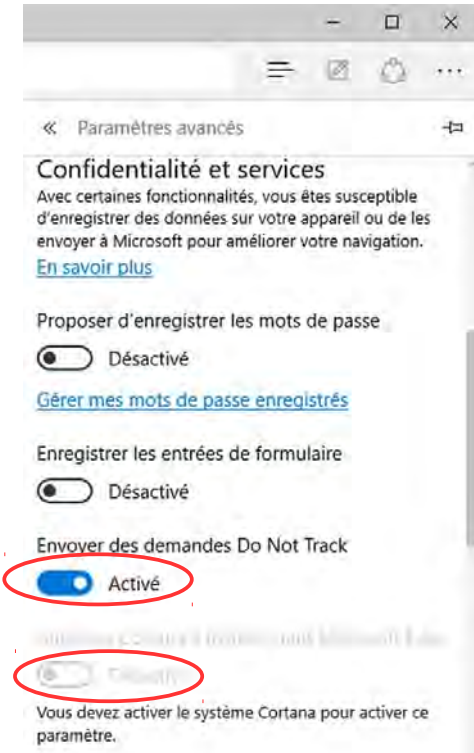 Paramètres avancés
Confidentialité et services
Avec certaines fonctionnalités, vous êtes susceptible
d'enregistrer des données sur votre appareil ou de les
envoyer à Microsoft pour améliorer votre navigation.
En savoir plus
Proposer d'enregistrer les mots de passe
Désactivé
Gérer mes mots de passe enregistrés
Enregistrer les entrées de formulaire
Désactivé
Envoyer des demandes Do Not Track
Activé
Microsoft
Désactivé
Vous devez activer le système Cortana pour activer ce
paramètre.